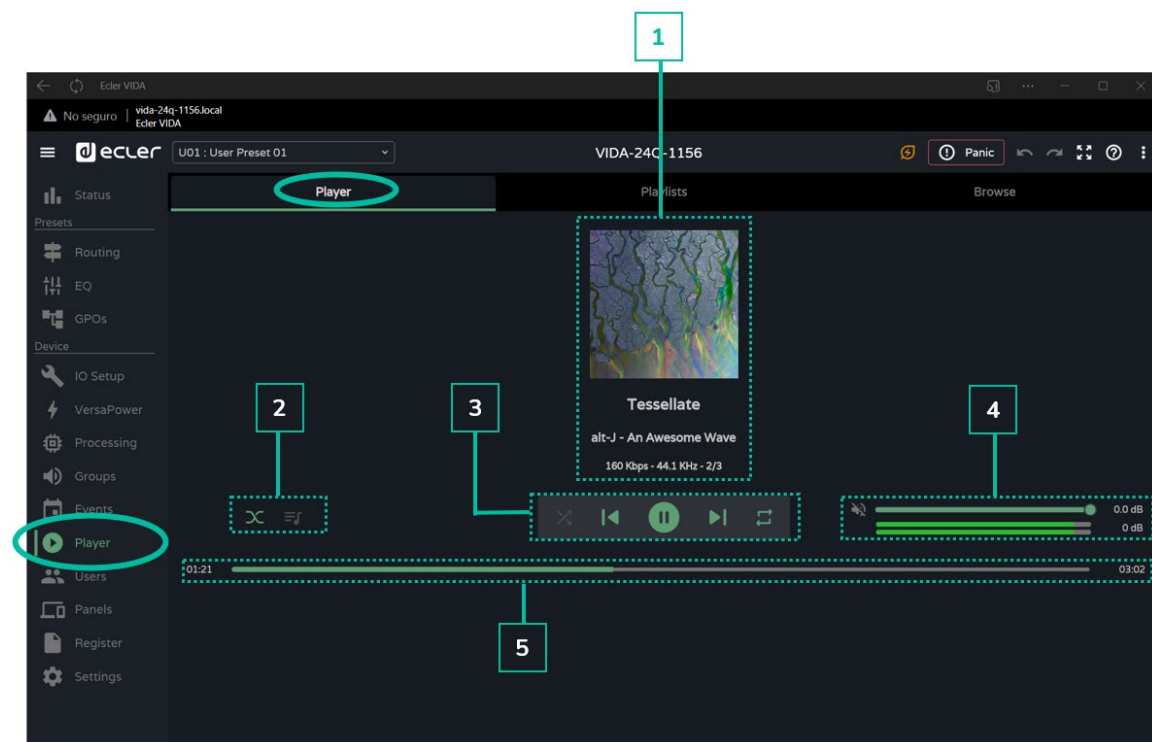 1
Ecler VIDA
No seguro | vida-24q-1156.local
Ecler VIDA
ecler
U01 : User Preset 01
VIDA-24Q-1156
Panic
Status
Player
Playlists
Browse
Presets
Routing
EQ
GPOs
Device
IO Setup
VersaPower
Processing
Groups
Events
Player
Users
Panels
Register
Settings
Tessellate
alt-J - An Awesome Wave
160 Kbps - 44.1 KHz - 2/3
2
3
4
0.0 dB
0 dB
01:21
03:02
5